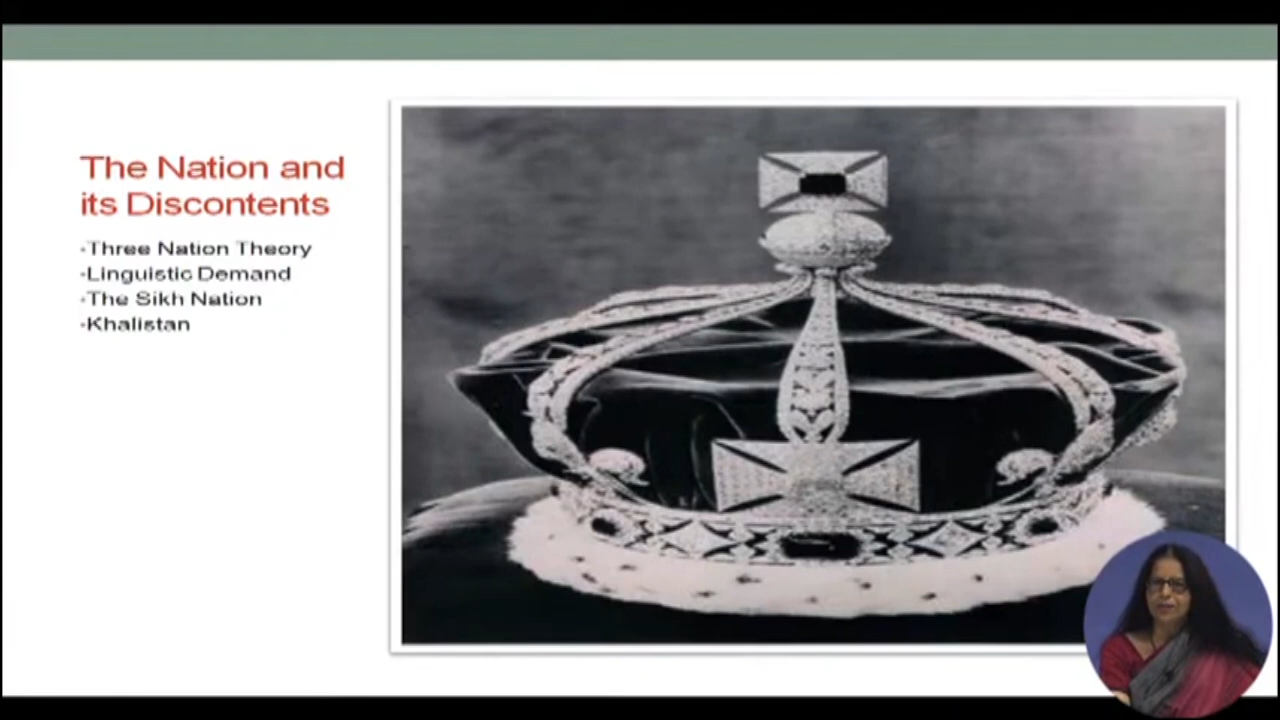 The Nation and
its Discontents
•Three Nation Theory
•Linguistic Demand
•The Sikh Nation
•Khalistan